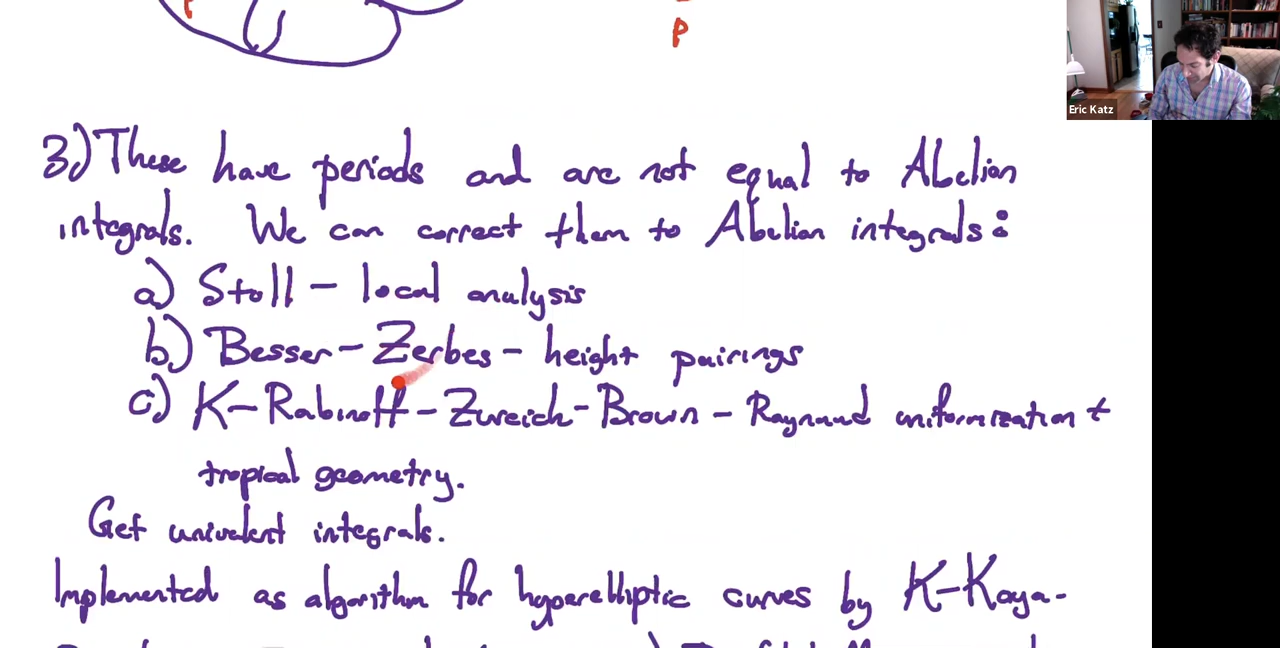 p
p
Eric Katz
3) These have periods and are not equal to Abelian
integrals. We can correct them to Abelian integrals:
a) Stoll – local analysis
b) Besser – Zerbes – height pairings
c) K – Rabinoff – Zureick – Brown – Raynaud uniformization +
tropical geometry.
Get univalent integrals.
Implemented as algorithm for hyperelliptic curves by K–Kaya–